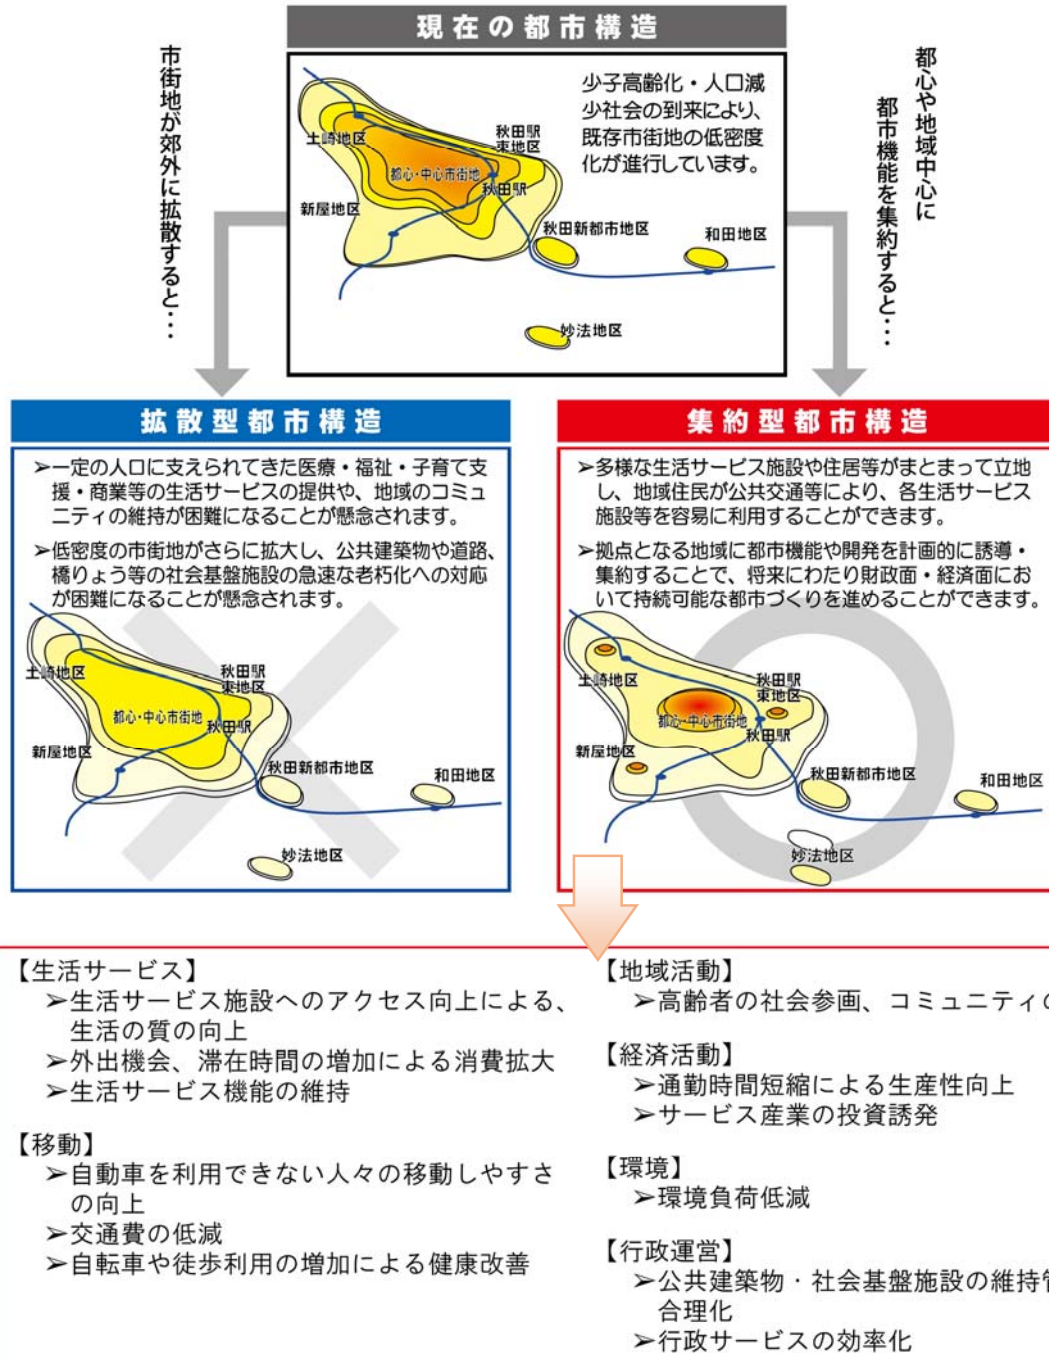 現在の都市構造
少子高齢化・人口減
少社会の到来により、
既存市街地の低密度
化が進行しています。
土崎地区
秋田駅
東地区
都心・中心市街地
秋田駅
新屋地区
秋田新都市地区
和田地区
妙法地区
市街地が郊外に拡散すると・・・
都心や地域中心に
都市機能を集約すると・・・
拡散型都市構造
➢一定の人口に支えられてきた医療・福祉・子育て支
援・商業等の生活サービスの提供や、地域のコミュ
ニティの維持が困難になることが懸念されます。
➢低密度の市街地がさらに拡大し、公共建築物や道路、
橋りょう等の社会基盤施設の急速な老朽化への対応
が困難になることが懸念されます。
土崎地区
秋田駅
東地区
都心・中心市街地
秋田駅
新屋地区
秋田新都市地区
和田地区
妙法地区
集約型都市構造
➢多様な生活サービス施設や住居等がまとまって立地
し、地域住民が公共交通等により、各生活サービス
施設等を容易に利用することができます。
➢拠点となる地域に都市機能や開発を計画的に誘導・
集約することで、将来にわたり財政面・経済面にお
いて持続可能な都市づくりを進めることができます。
土崎地区
秋田駅
東地区
都心・中心市街地
秋田駅
新屋地区
秋田新都市地区
和田地区
妙法地区
【生活サービス】
➢生活サービス施設へのアクセス向上による、
生活の質の向上
➢外出機会、滞在時間の増加による消費拡大
➢生活サービス機能の維持
【移動】
➢自動車を利用できない人々の移動しやすさ
の向上
➢交通費の低減
➢自転車や徒歩利用の増加による健康改善
【地域活動】
➢高齢者の社会参画、コミュニティの
【経済活動】
➢通勤時間短縮による生産性向上
➢サービス産業の投資誘発
【環境】
➢環境負荷低減
【行政運営】
➢公共建築物・社会基盤施設の維持
合理化
➢行政サービスの効率化